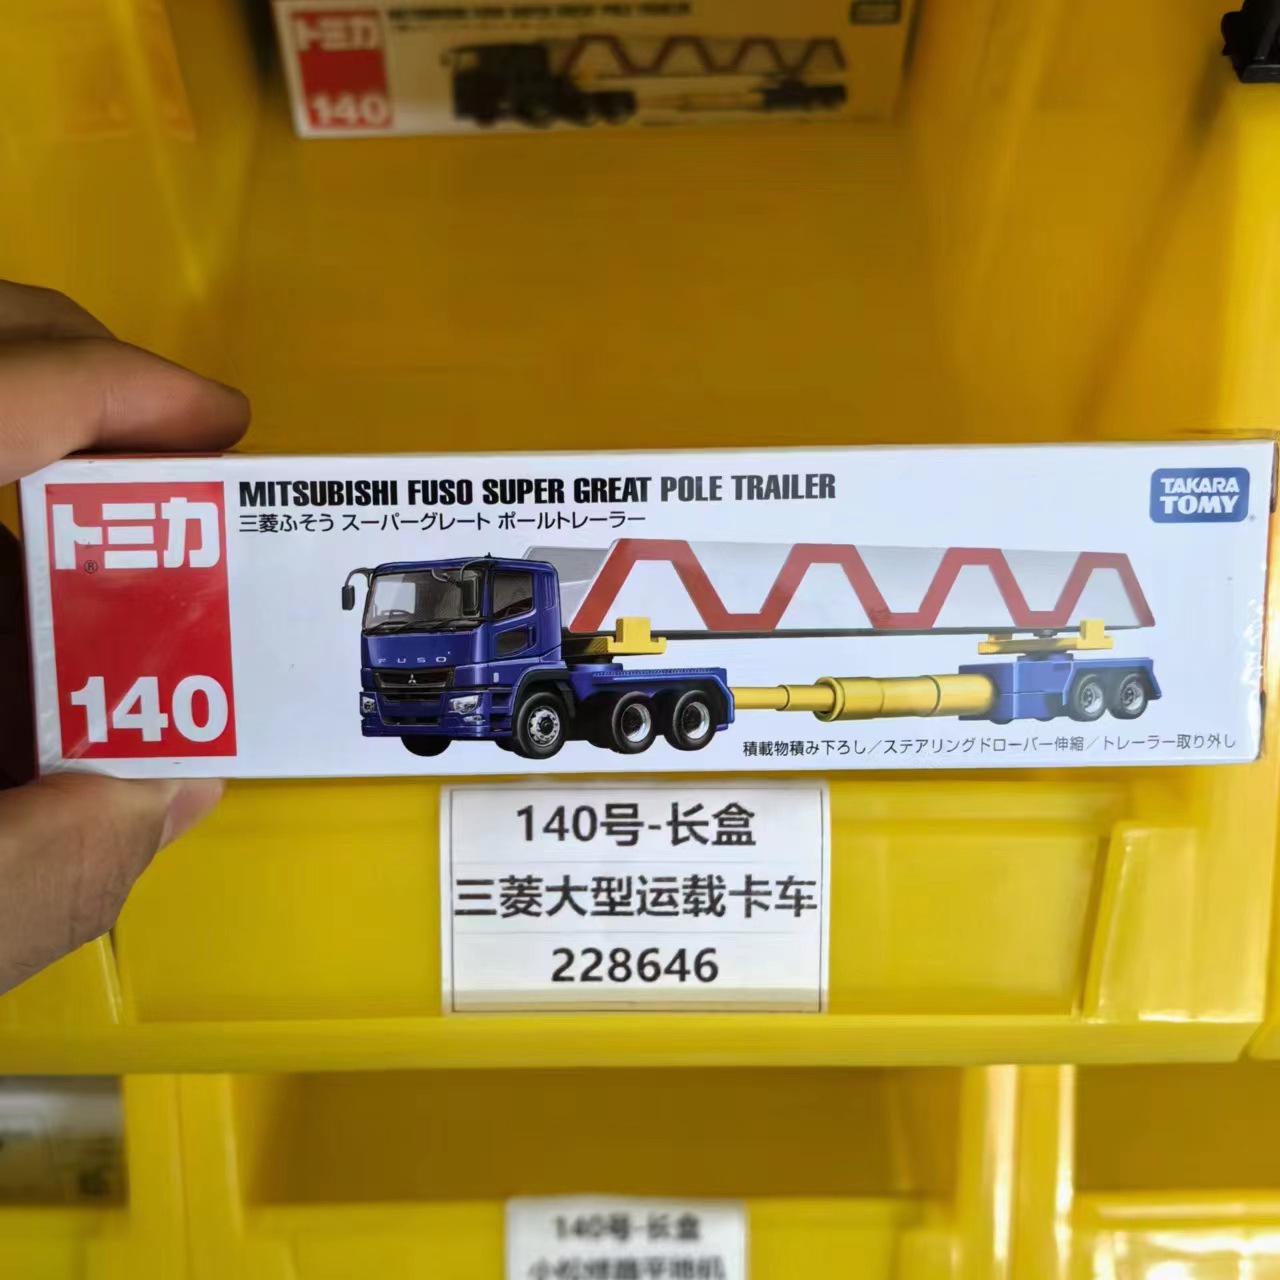 トミカ
140
トミカ®
140
MITSUBISHI FUSO SUPER GREAT POLE TRAILER
三菱ふそう スーパーグレート ポールトレーラー
TAKARA
TOMY
FUSO
積載物積み下ろし／ステアリングドローバー伸縮／トレーラー取り外し
140号-长盒
三菱大型运载卡车
228646
140号-长盒